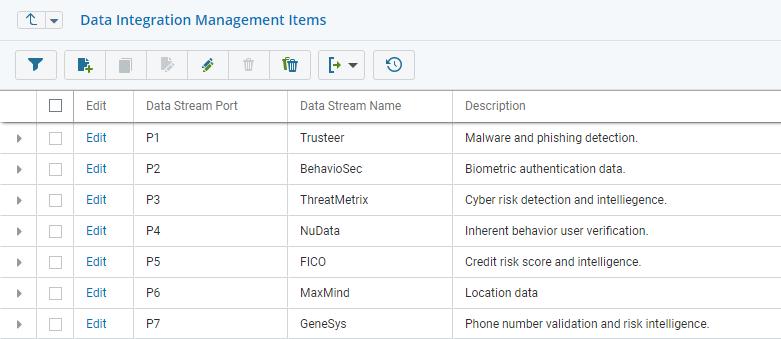 Data Integration Management Items
Edit Data Stream Port Data Stream Name Description
Edit P1 Trusteer Malware and phishing detection.
Edit P2 BehavioSec Biometric authentication data.
Edit P3 ThreatMetrix Cyber risk detection and intelliegence.
Edit P4 NuData Inherent behavior user verification.
Edit P5 FICO Credit risk score and intelligence.
Edit P6 MaxMind Location data
Edit P7 GeneSys Phone number validation and risk intelligence.